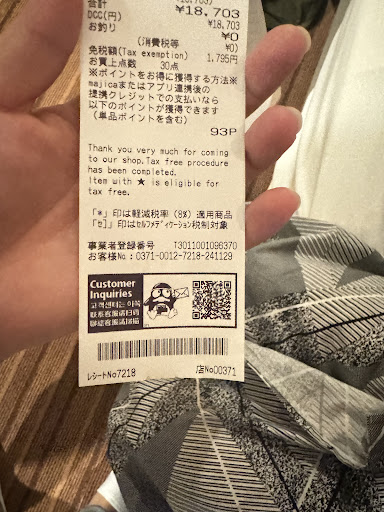 合計 ¥18,703
DCC(円) ¥18,703
お釣り ¥0
(消費税等 ¥0)
免税額(Tax exemption) 1,795円
お買上点数 30点
※ポイントをお得に獲得する方法※
majicaまたはアプリ連携後の
提携クレジットでの支払いなら
以下のポイントが獲得できます
(単品ポイントを含む)
93P
Thank you very much for coming
to our shop.Tax free procedure
has been completed.
Item with ★ is eligible for
tax free.
「*」印は軽減税率(8%)適用商品
「ｾ」印はｾﾙﾌﾒﾃﾞｨｹｰｼｮﾝ税制対象
事業者登録番号 T3011001096370
お客様No:0371-0012-7218-241129
Customer
Inquiries
고객센터는 이쪽
ﾚｼｰﾄNo7218 店No00371